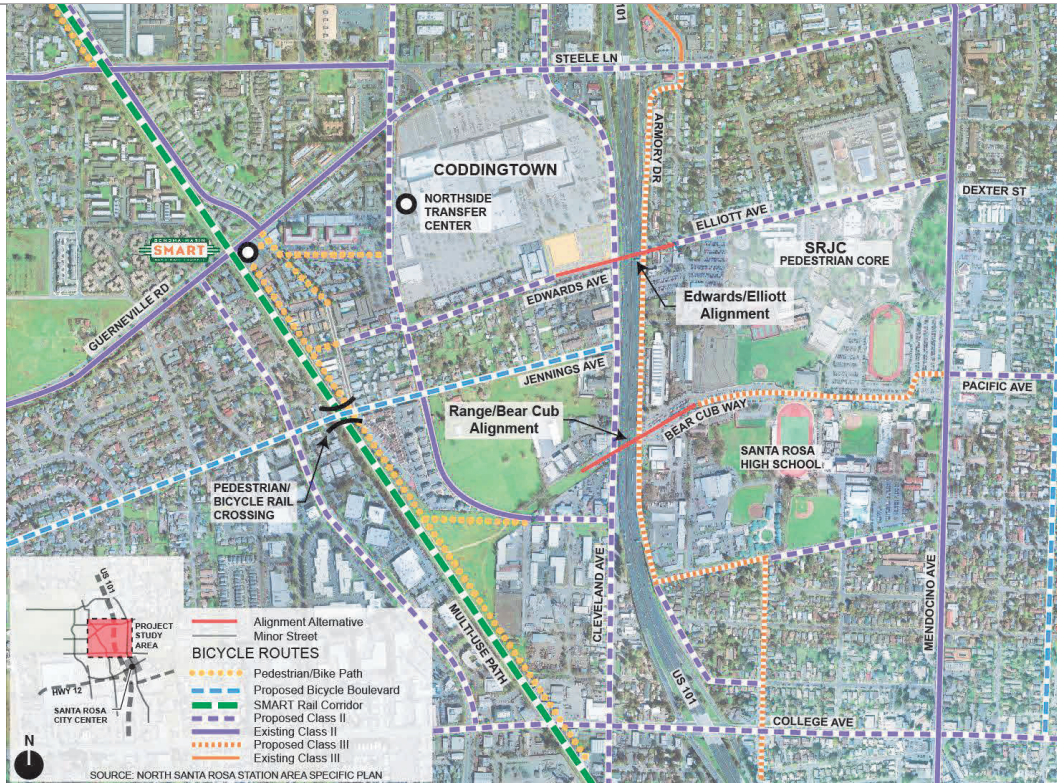 101
STEELE LN
ARMORY DR
CODDINGTOWN
NORTHSIDE
TRANSFER
CENTER
DEXTER ST
ELLIOTT AVE
SRJC
PEDESTRIAN CORE
SMART
EDWARDS AVE
Edwards/Elliott
Alignment
GUERNEVILLE RD
JENNINGS AVE
PACIFIC AVE
Range/Bear Cub
Alignment
BEAR CUB WAY
SANTA ROSA
HIGH SCHOOL
PEDESTRIAN/
BICYCLE RAIL
CROSSING
CLEVELAND AVE
MENDOCINO AVE
MULTI-USE PATH
US 101
COLLEGE AVE
US 101
PROJECT
STUDY
AREA
HWY 12
SANTA ROSA
CITY CENTER
N
Alignment Alternative
Minor Street
BICYCLE ROUTES
Pedestrian/Bike Path
Proposed Bicycle Boulevard
SMART Rail Corridor
Proposed Class II
Existing Class II
Proposed Class III
Existing Class III
SOURCE: NORTH SANTA ROSA STATION AREA SPECIFIC PLAN